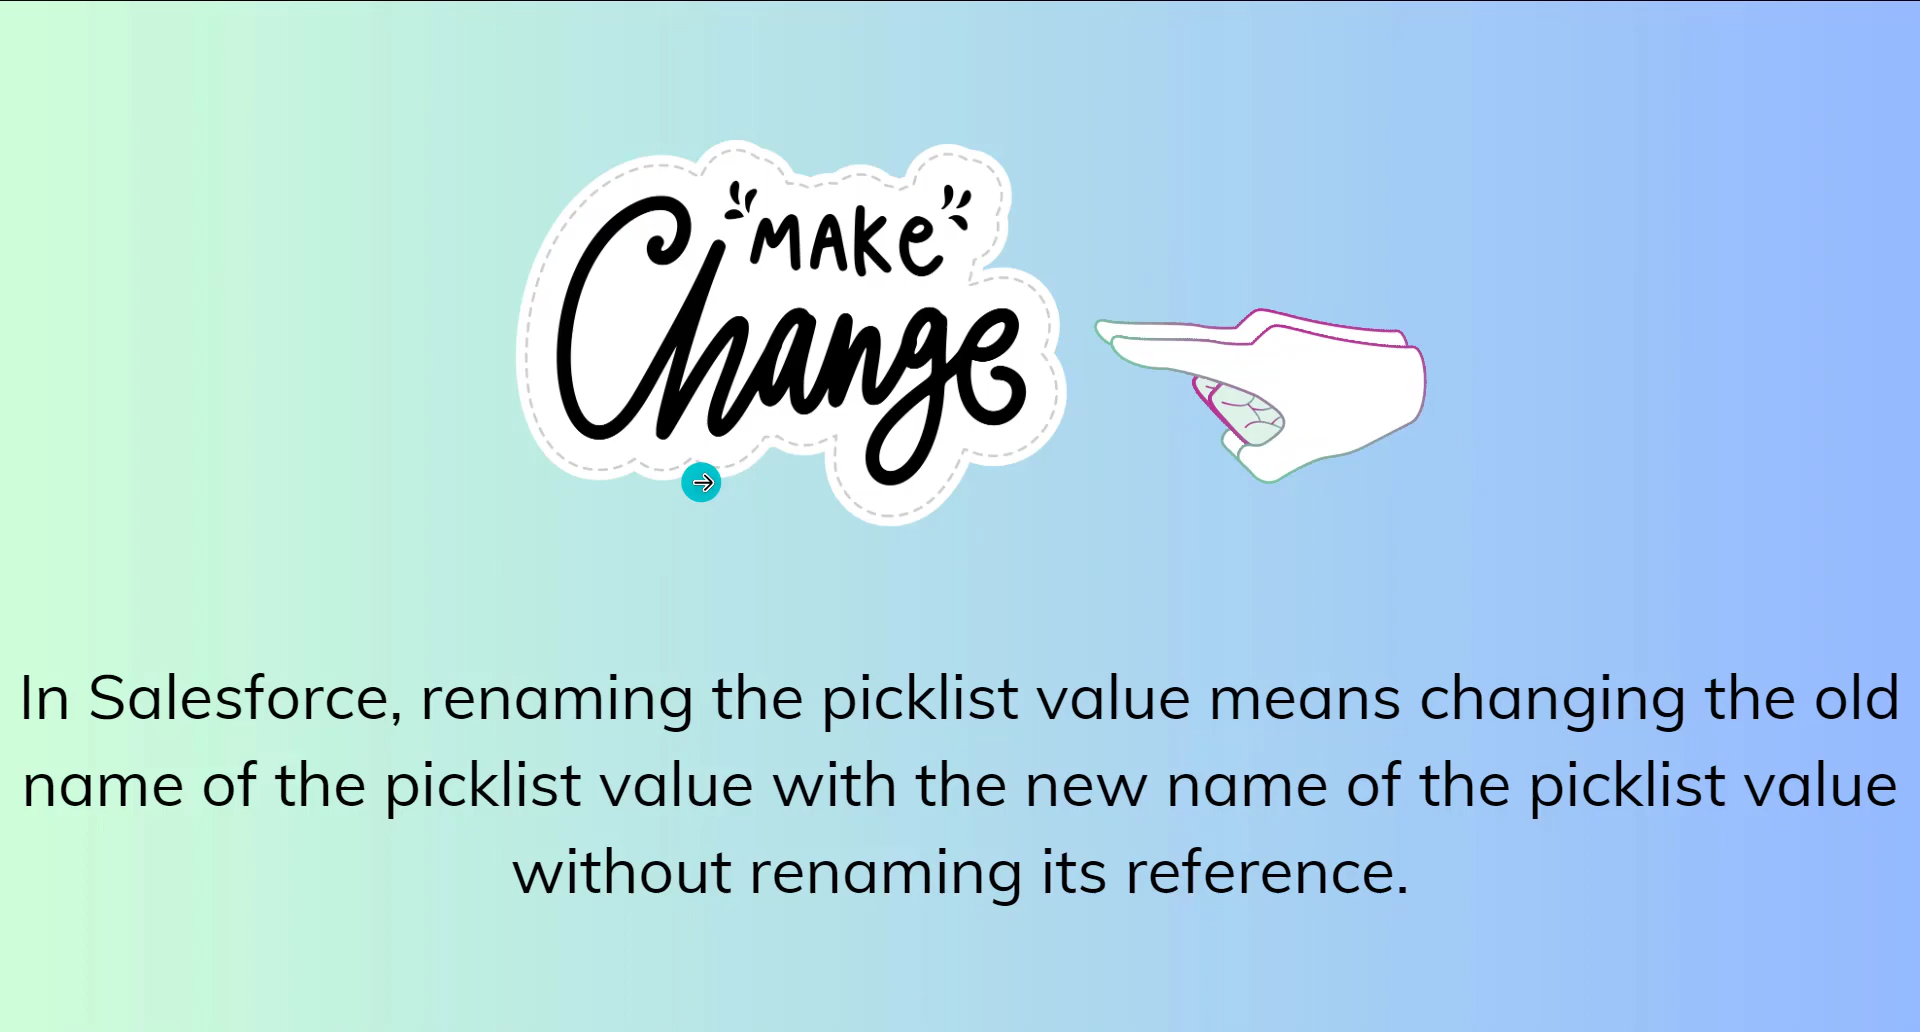 "MAKe"
Change
In Salesforce, renaming the picklist value means changing the old
name of the picklist value with the new name of the picklist value
without renaming its reference.